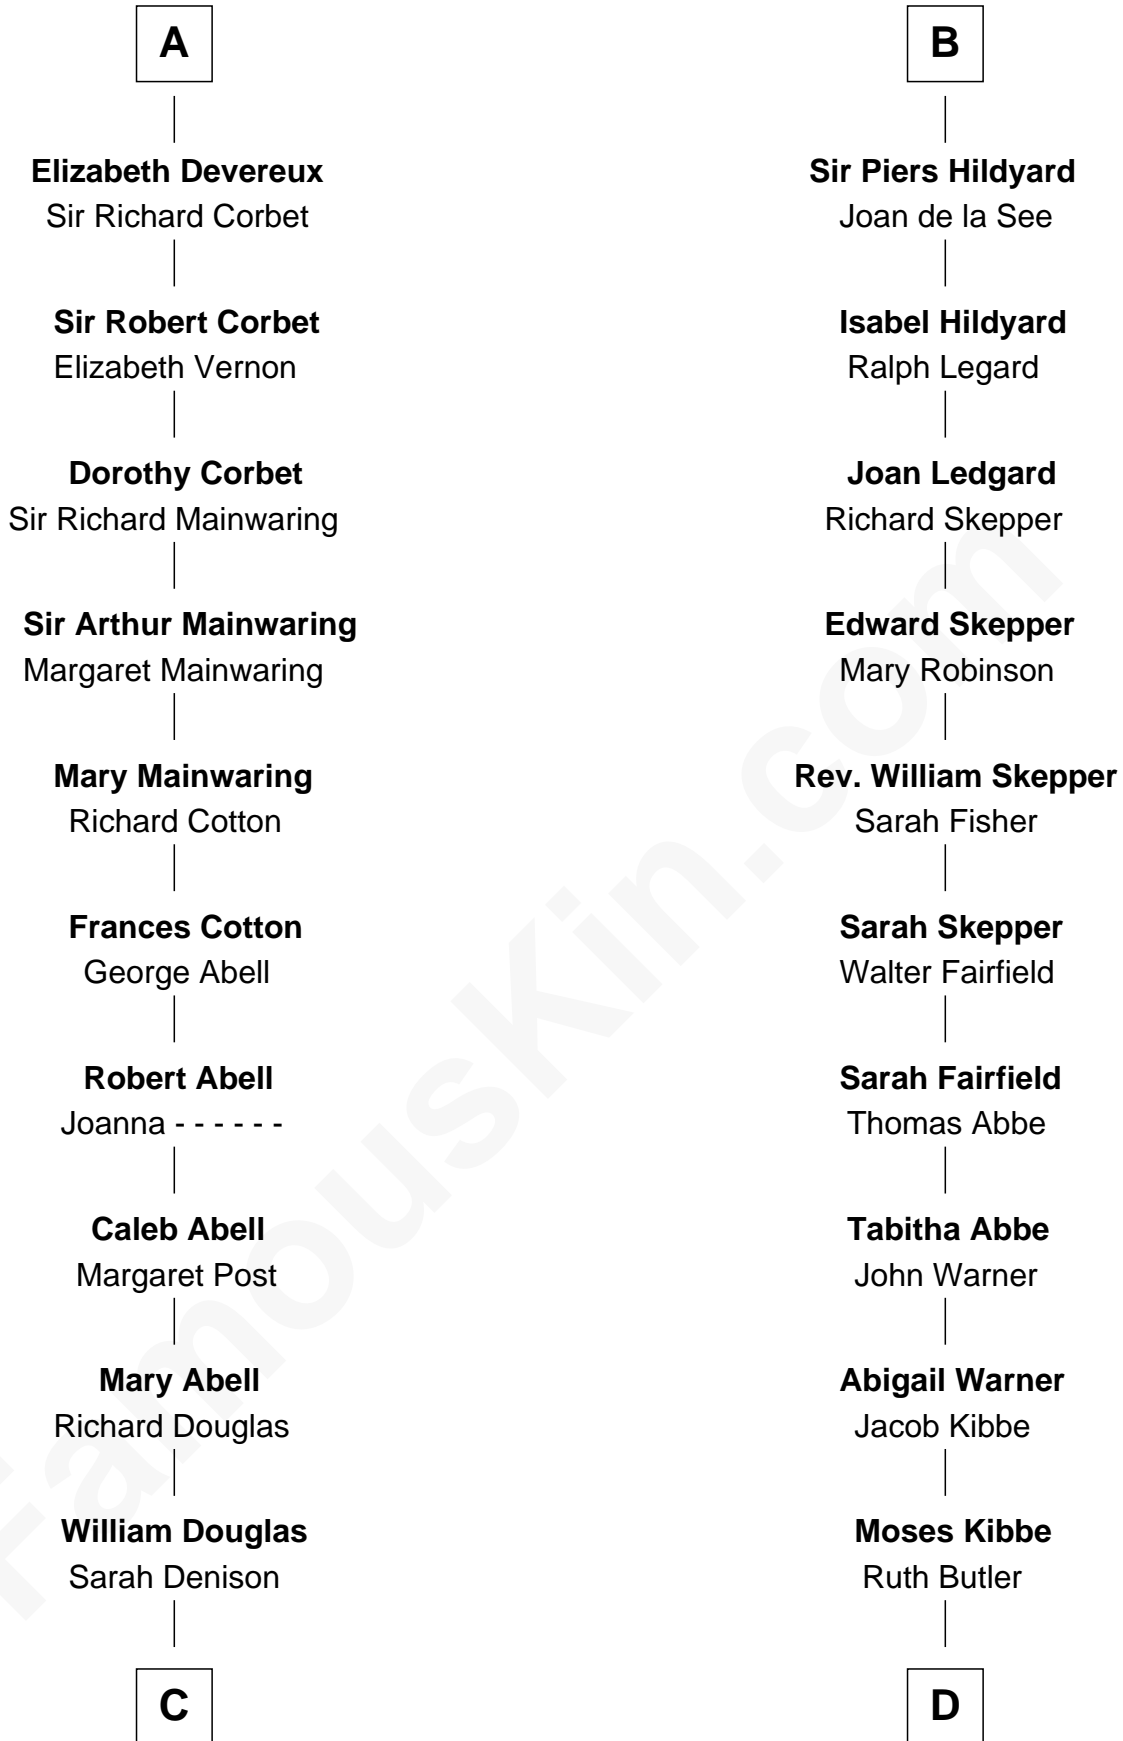 A
Elizabeth Devereux
Sir Richard Corbet
Sir Robert Corbet
Elizabeth Vernon
Dorothy Corbet
Sir Richard Mainwaring
Sir Arthur Mainwaring
Margaret Mainwaring
Mary Mainwaring
Richard Cotton
Frances Cotton
George Abell
Robert Abell
Joanna - - - - - -
Caleb Abell
Margaret Post
Mary Abell
Richard Douglas
William Douglas
Sarah Denison
C
B
Sir Piers Hildyard
Joan de la See
Isabel Hildyard
Ralph Legard
Joan Ledgard
Richard Skepper
Edward Skepper
Mary Robinson
Rev. William Skepper
Sarah Fisher
Sarah Skepper
Walter Fairfield
Sarah Fairfield
Thomas Abbe
Tabitha Abbe
John Warner
Abigail Warner
Jacob Kibbe
Moses Kibbe
Ruth Butler
D
FamousKin.com